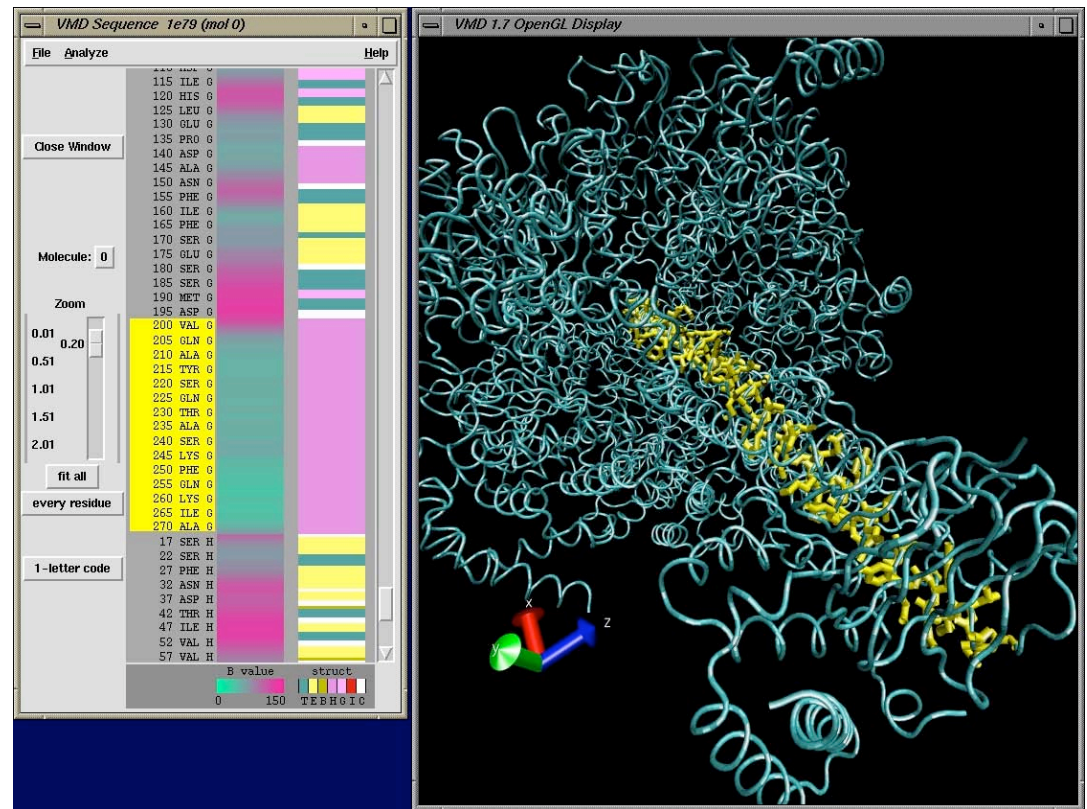 VMD Sequence 1e79 (mol 0)
File Analyze Help
115 ILE G
120 HIS G
125 LEU G
130 GLU G
135 PRO G
140 ASP G
145 ALA G
150 ASN G
155 PHE G
160 ILE G
165 PHE G
170 SER G
175 GLU G
180 SER G
185 SER G
190 MET G
195 ASP G
200 VAL G
205 GLN G
210 ALA G
215 TYR G
220 SER G
225 GLN G
230 THR G
235 ALA G
240 SER G
245 LYS G
250 PHE G
255 GLN G
260 LYS G
265 ILE G
270 ALA G
17 SER H
22 SER H
27 PHE H
32 ASN H
37 ASP H
42 THR H
47 ILE H
52 VAL H
57 VAL H
Close Window
Molecule: 0
Zoom
0.01
0.20
0.51
1.01
1.51
2.01
fit all
every residue
1-letter code
B value struct
0 150 TEBHGIC
VMD 1.7 OpenGL Display
x
y
z